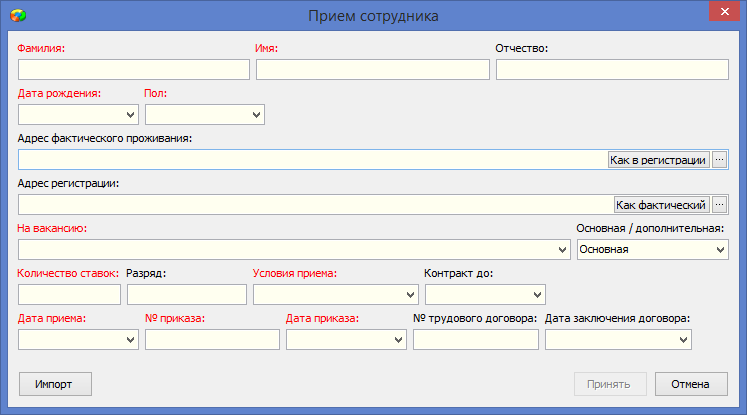 Прием сотрудника
Фамилия: Имя: Отчество:
Дата рождения: Пол:
Адрес фактического проживания:
Как в регистрации ...
Адрес регистрации:
Как фактический ...
На вакансию: Основная / дополнительная:
Основная
Количество ставок: Разряд: Условия приема: Контракт до:
Дата приема: № приказа: Дата приказа: № трудового договора: Дата заключения договора:
Импорт Принять Отмена